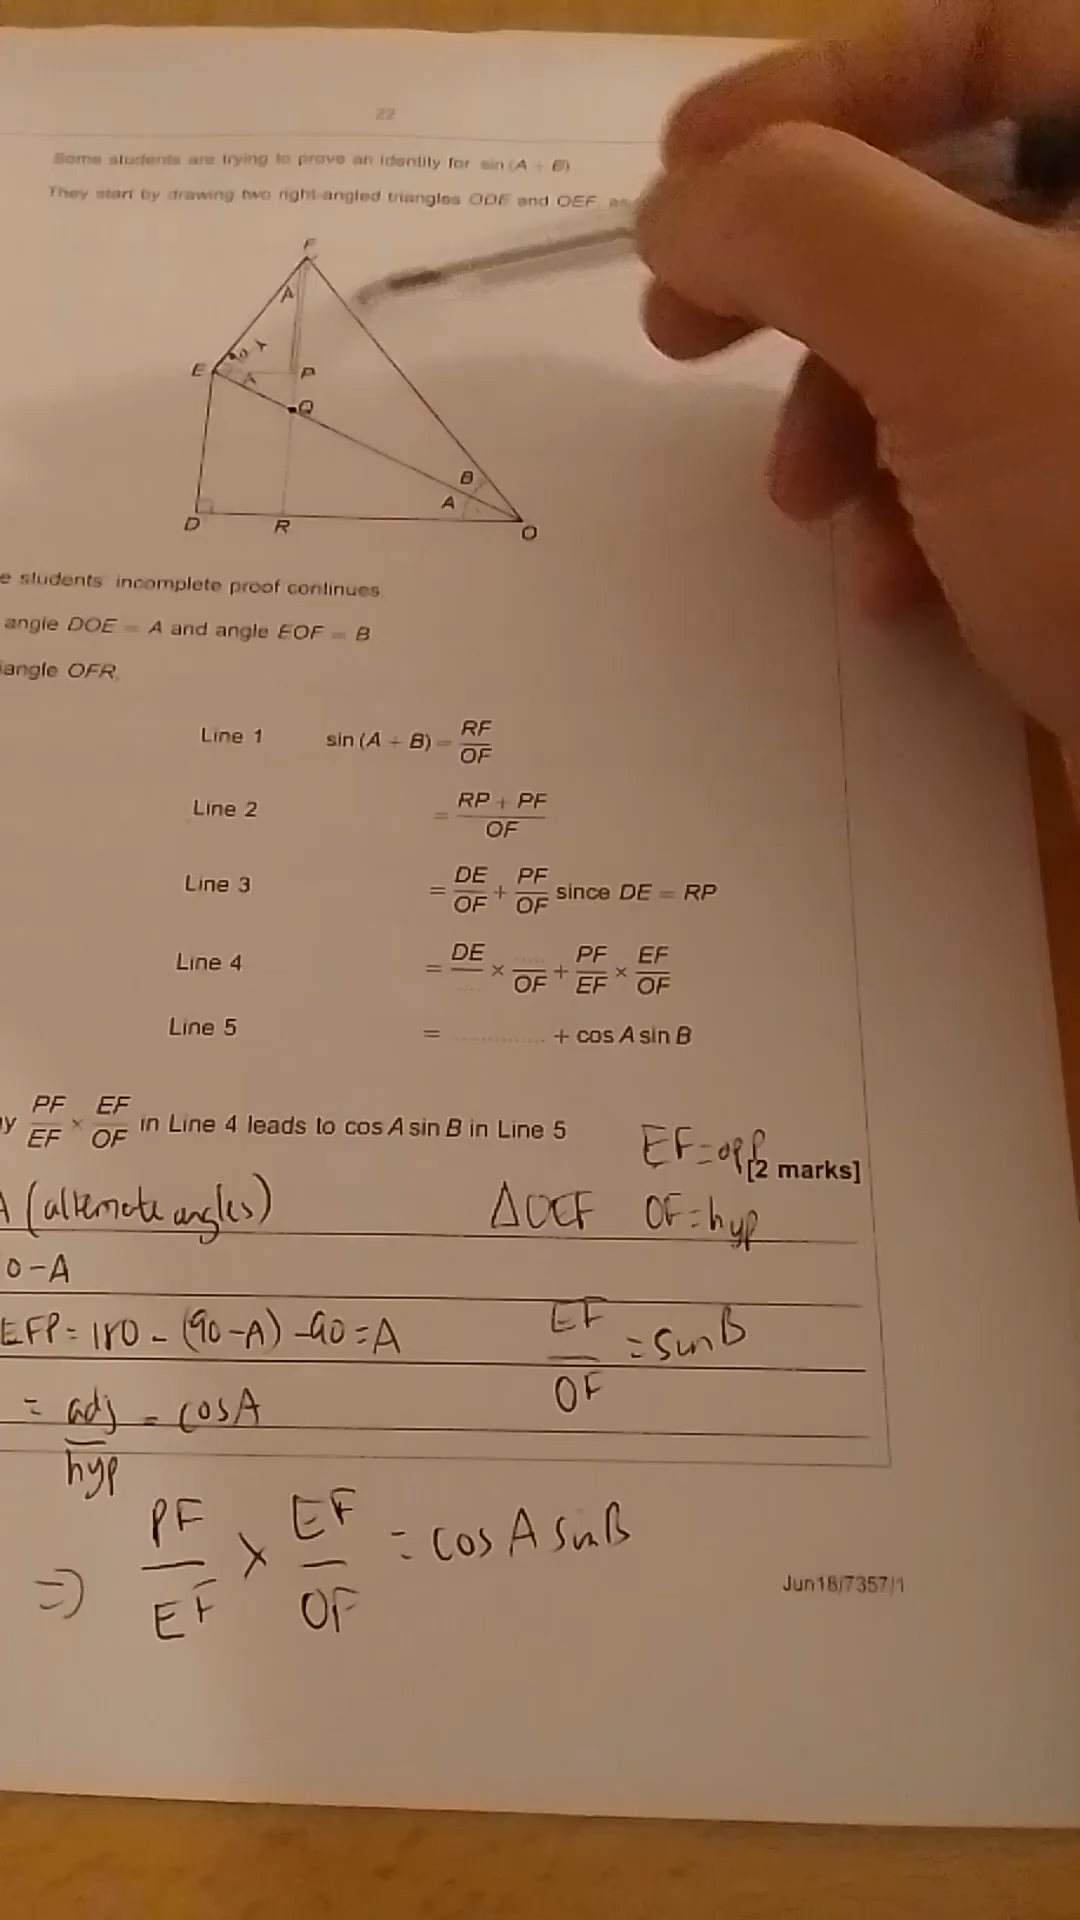 22
Some students are trying to prove an identity for sin (A + B)
They start by drawing two right-angled triangles ODE and OEF, as
F
A
90-A
E
A
P
Q
B
A
D
R
O
e students incomplete proof continues
angle DOE = A and angle EOF = B
iangle OFR,
Line 1 sin (A + B) = RF/OF
Line 2 = RP + PF/OF
Line 3 = DE/OF + PF/OF since DE = RP
Line 4 = DE/..... × ...../OF + PF/EF × EF/OF
Line 5 = .............. + cos A sin B
y PF/EF × EF/OF in Line 4 leads to cos A sin B in Line 5
EF = opp
[2 marks]
A (alternate angles)
ΔOEF OF = hyp
0 - A
EFP = 180 - (90 - A) - 90 = A
EF/OF = sin B
= adj/hyp = cos A
⇒ PF/EF × EF/OF = cos A sin B
Jun18/7357/1